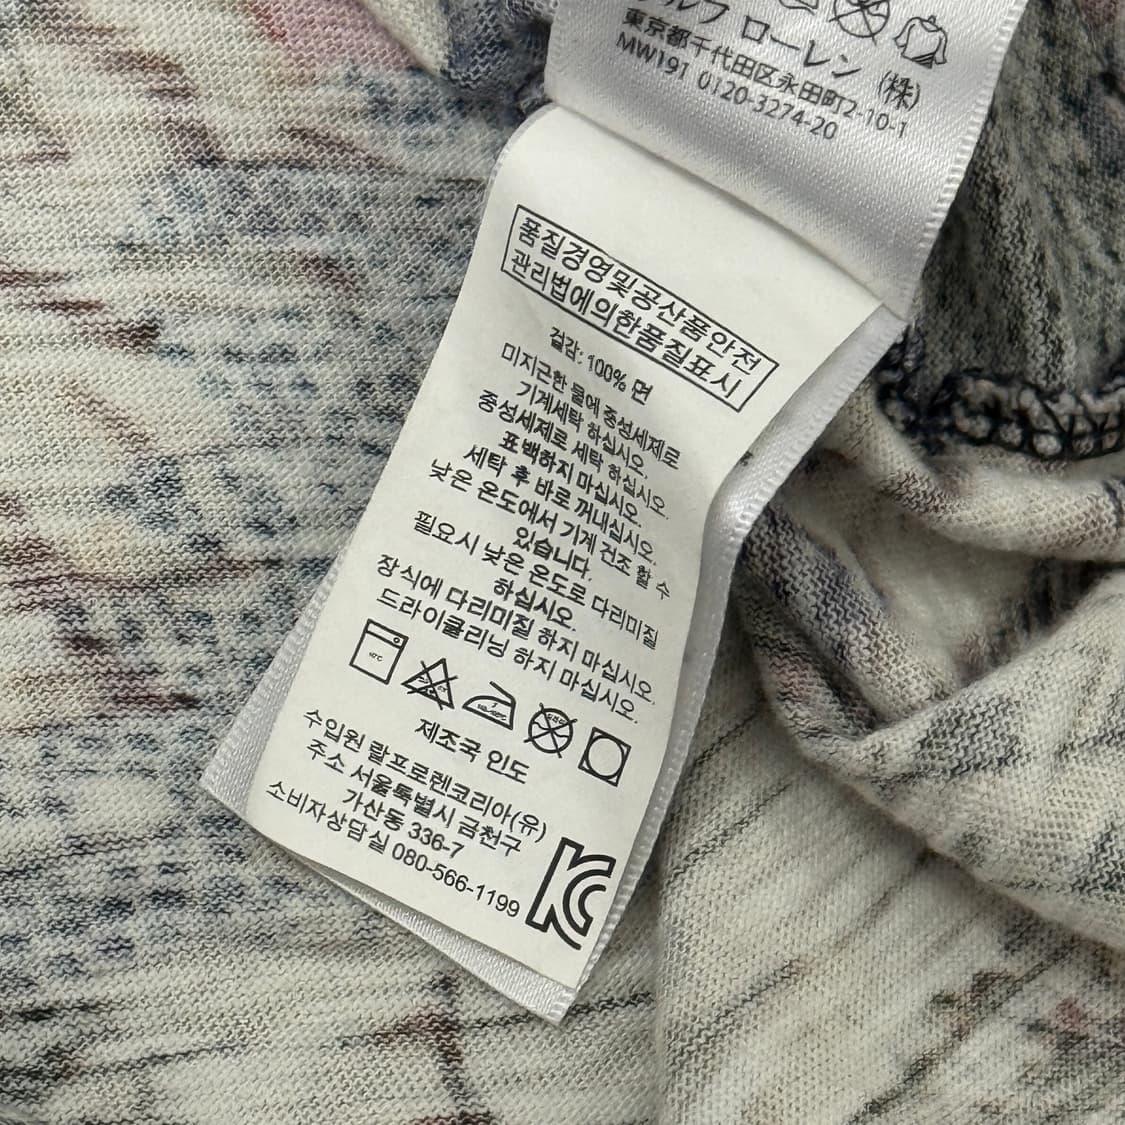 ラルフ ローレン (株)
東京都千代田区永田町2-10-1
MW191 0120-3274-20
품질경영및공산품안전
관리법에의한품질표시
겉감: 100% 면
미지근한 물에 중성세제로
기계세탁 하십시오.
중성세제로 세탁 하십시오.
표백하지 마십시오.
세탁 후 바로 꺼내십시오.
낮은 온도에서 기계 건조 할 수
있습니다.
필요시 낮은 온도로 다리미질
하십시오.
장식에 다리미질 하지 마십시오.
드라이클리닝 하지 마십시오.
제조국 인도
수입원 랄프로렌코리아(유)
주소 서울특별시 금천구
가산동 336-7
소비자상담실 080-566-1199